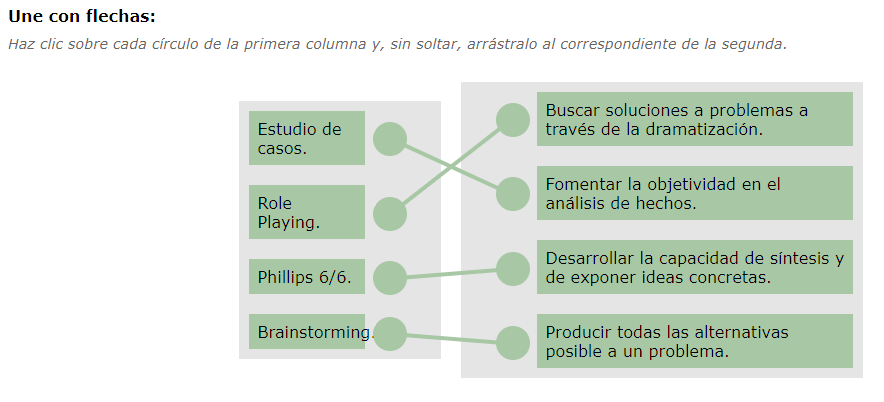 Une con flechas:
Haz clic sobre cada círculo de la primera columna y, sin soltar, arrástralo al correspondiente de la segunda.
Estudio de
casos.
Role
Playing.
Phillips 6/6.
Brainstorming.
Buscar soluciones a problemas a
través de la dramatización.
Fomentar la objetividad en el
análisis de hechos.
Desarrollar la capacidad de síntesis y
de exponer ideas concretas.
Producir todas las alternativas
posible a un problema.